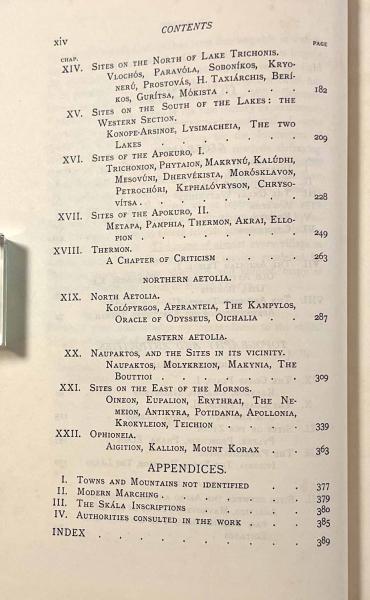 xiv CONTENTS
CHAP. PAGE
XIV. Sites on the North of Lake Trichonis.
Vlochós, Paravóla, Soboníkos, Kryo-
nerú, Prostovás, H. Taxiárchis, Berí-
kos, Gurítsa, Mókista . . . . 182
XV. Sites on the South of the Lakes: the
Western Section.
Konope-Arsinoe, Lysimacheia, The two
Lakes . . . . . . 209
XVI. Sites of the Apokuro, I.
Trichonion, Phytaion, Makrynú, Kalúdhi,
Mesovúni, Dhervékista, Morósklavon,
Petrochóri, Kephalóvryson, Chryso-
vítsa . . . . . . . 228
XVII. Sites of the Apokuro, II.
Metapa, Pamphia, Thermon, Akrai, Ello-
pion . . . . . . . 249
XVIII. Thermon.
A Chapter of Criticism . . . . 263
NORTHERN AETOLIA.
XIX. North Aetolia.
Kolópyrgos, Aperanteia, The Kampylos,
Oracle of Odysseus, Oichalia . . 287
EASTERN AETOLIA.
XX. Naupaktos, and the Sites in its vicinity.
Naupaktos, Molykreion, Makynia, The
Bouttioi . . . . . . 309
XXI. Sites on the East of the Mornos.
Oineon, Eupalion, Erythrai, The Ne-
meion, Antikyra, Potidania, Apollonia,
Krokyleion, Teichion . . . . 339
XXII. Ophioneia.
Aigition, Kallion, Mount Korax . . 363
APPENDICES.
I. Towns and Mountains not identified . . 377
II. Modern Marching . . . . . 379
III. The Skála Inscriptions . . . . 380
IV. Authorities consulted in the work . . 385
INDEX . . . . . . . . 389